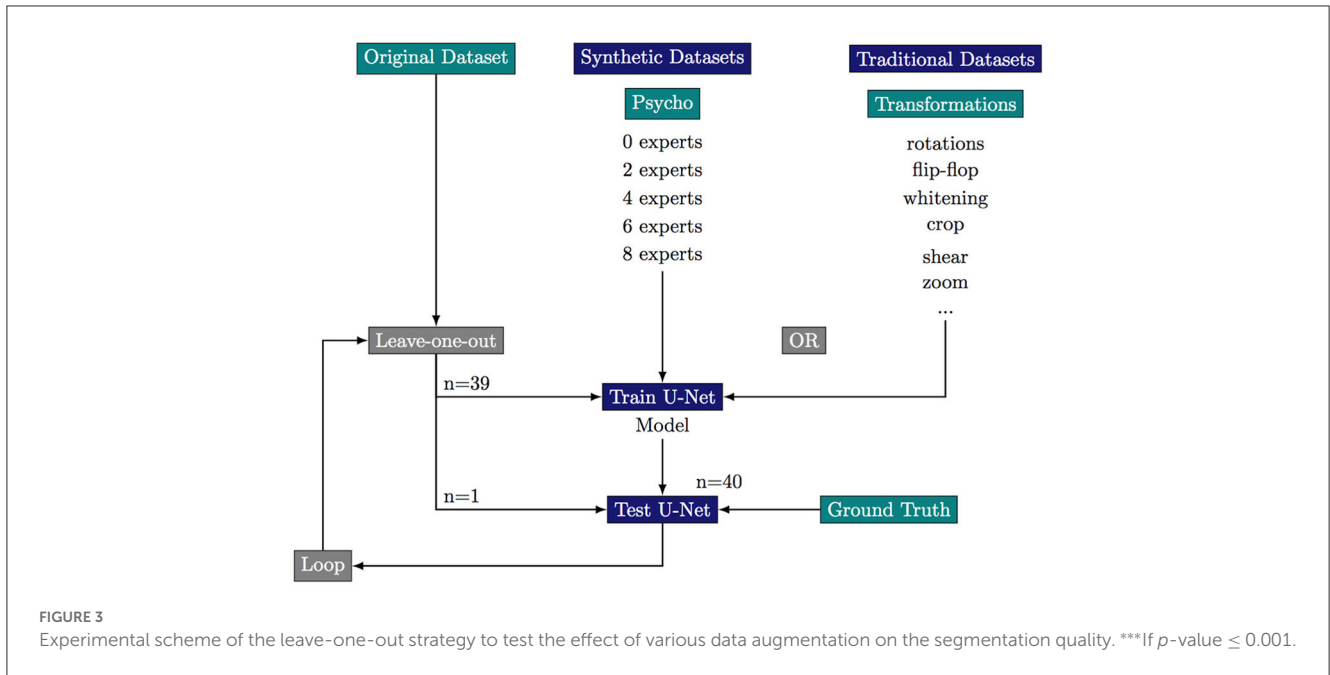 Original Dataset
Synthetic Datasets
Traditional Datasets
Psycho
Transformations
0 experts
2 experts
4 experts
6 experts
8 experts
rotations
flip-flop
whitening
crop
shear
zoom
...
Leave-one-out
OR
n=39
Train U-Net
Model
n=40
n=1
Test U-Net
Ground Truth
Loop
FIGURE 3
Experimental scheme of the leave-one-out strategy to test the effect of various data augmentation on the segmentation quality. ***If p-value ≤ 0.001.